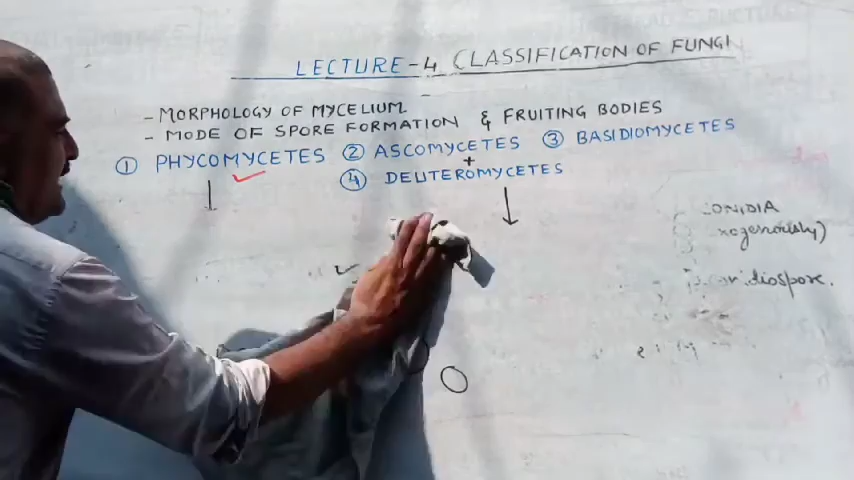 LECTURE-4 CLASSIFICATION OF FUNGI
- MORPHOLOGY OF MYCELIUM
- MODE OF SPORE FORMATION & FRUITING BODIES
① PHYCOMYCETES ② ASCOMYCETES ③ BASIDIOMYCETES
+
④ DEUTEROMYCETES